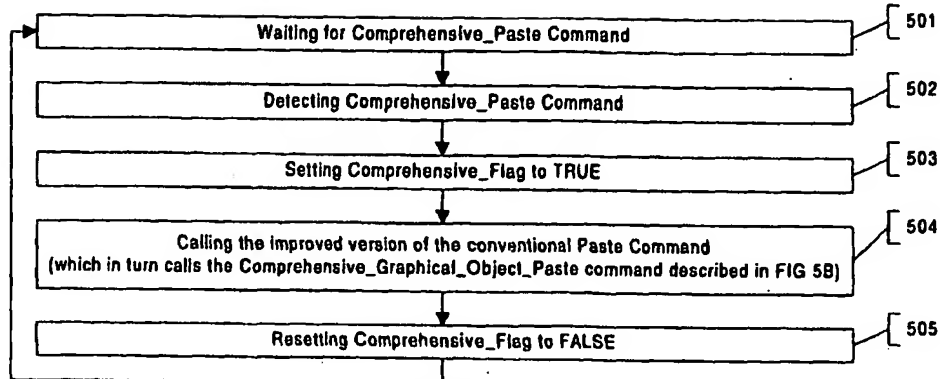 Waiting for Comprehensive_Paste Command
501
Detecting Comprehensive_Paste Command
502
Setting Comprehensive_Flag to TRUE
503
Calling the improved version of the conventional Paste Command
(which in turn calls the Comprehensive_Graphical_Object_Paste command described in FIG 5B)
504
Resetting Comprehensive_Flag to FALSE
505